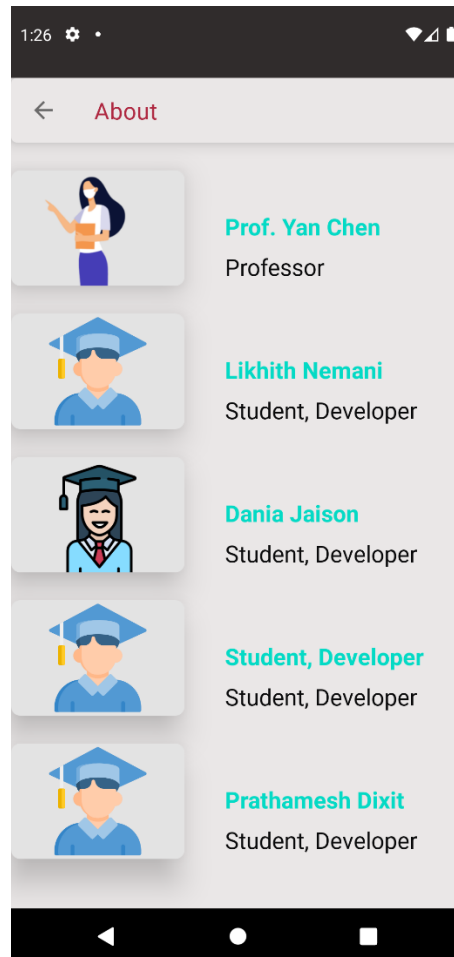 1:26
About
Prof. Yan Chen
Professor
Likhith Nemani
Student, Developer
Dania Jaison
Student, Developer
Student, Developer
Student, Developer
Prathamesh Dixit
Student, Developer